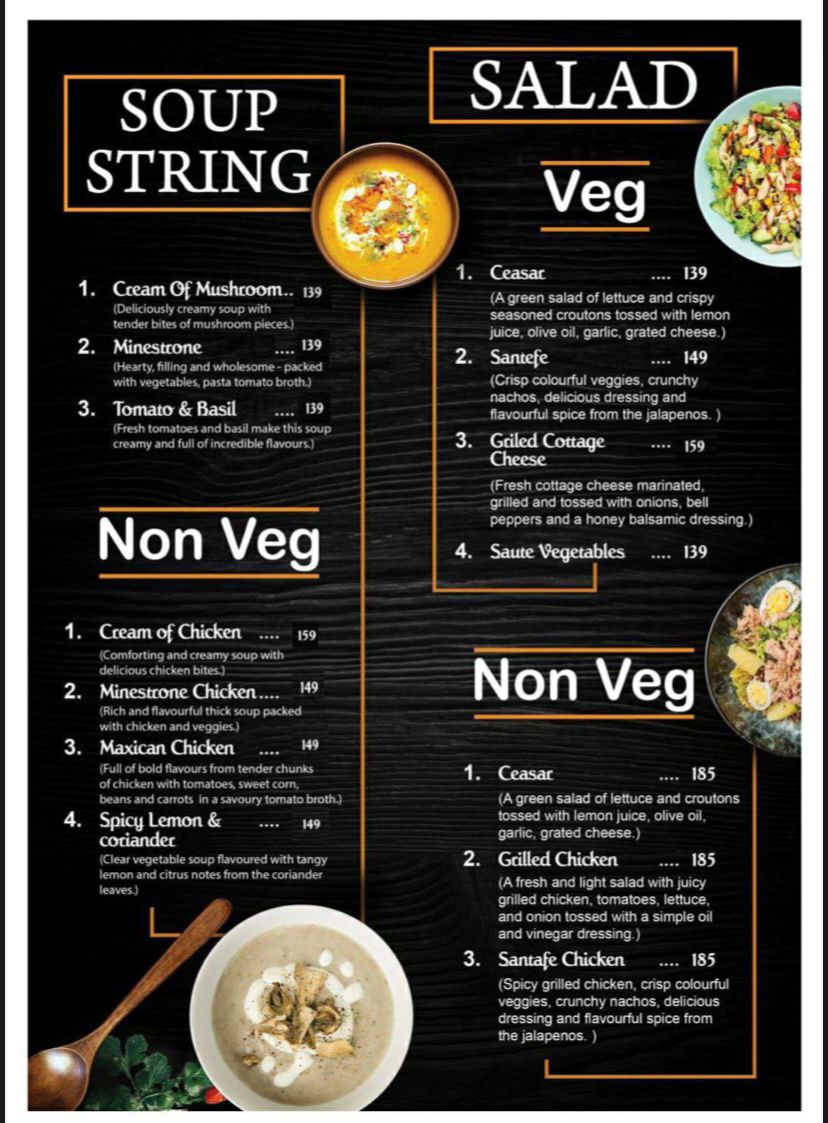 SOUP
STRING
1. Cream Of Mushroom.. 139
(Deliciously creamy soup with
tender bites of mushroom pieces.)
2. Minestrone .... 139
(Hearty, filling and wholesome - packed
with vegetables, pasta tomato broth.)
3. Tomato & Basil .... 139
(Fresh tomatoes and basil make this soup
creamy and full of incredible flavours.)
Non Veg
1. Cream of Chicken .... 159
(Comforting and creamy soup with
delicious chicken bites.)
2. Minestrone Chicken .... 149
(Rich and flavourful thick soup packed
with chicken and veggies.)
3. Maxican Chicken .... 149
(Full of bold flavours from tender chunks
of chicken with tomatoes, sweet corn,
beans and carrots in a savoury tomato broth.)
4. Spicy Lemon & .... 149
coriander
(Clear vegetable soup flavoured with tangy
lemon and citrus notes from the coriander
leaves.)
SALAD
Veg
1. Ceasar .... 139
(A green salad of lettuce and crispy
seasoned croutons tossed with lemon
juice, olive oil, garlic, grated cheese.)
2. Santefe .... 149
(Crisp colourful veggies, crunchy
nachos, delicious dressing and
flavourful spice from the jalapenos. )
3. Griled Cottage .... 159
Cheese
(Fresh cottage cheese marinated,
grilled and tossed with onions, bell
peppers and a honey balsamic dressing.)
4. Saute Vegetables .... 139
Non Veg
1. Ceasar .... 185
(A green salad of lettuce and croutons
tossed with lemon juice, olive oil,
garlic, grated cheese.)
2. Grilled Chicken .... 185
(A fresh and light salad with juicy
grilled chicken, tomatoes, lettuce,
and onion tossed with a simple oil
and vinegar dressing.)
3. Santafe Chicken .... 185
(Spicy grilled chicken, crisp colourful
veggies, crunchy nachos, delicious
dressing and flavourful spice from
the jalapenos. )